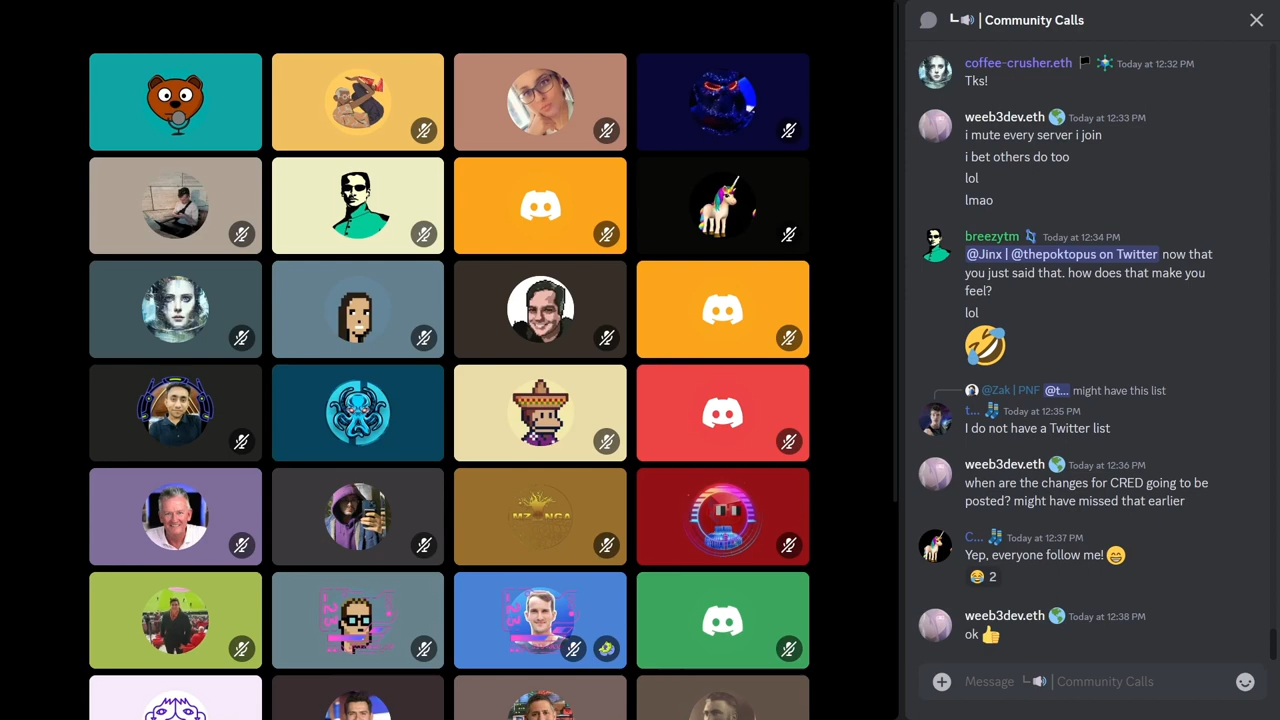 └🔊 | Community Calls
coffee-crusher.eth Today at 12:32 PM
Tks!
weeb3dev.eth Today at 12:33 PM
i mute every server i join
i bet others do too
lol
lmao
breezytm Today at 12:34 PM
@Jinx | @thepoktopus on Twitter now that
you just said that. how does that make you
feel?
lol
@Zak | PNF @t... might have this list
t... Today at 12:35 PM
I do not have a Twitter list
weeb3dev.eth Today at 12:36 PM
when are the changes for CRED going to be
posted? might have missed that earlier
C... Today at 12:37 PM
Yep, everyone follow me! 😁
😂 2
weeb3dev.eth Today at 12:38 PM
ok 👍
Message └🔊 | Community Calls